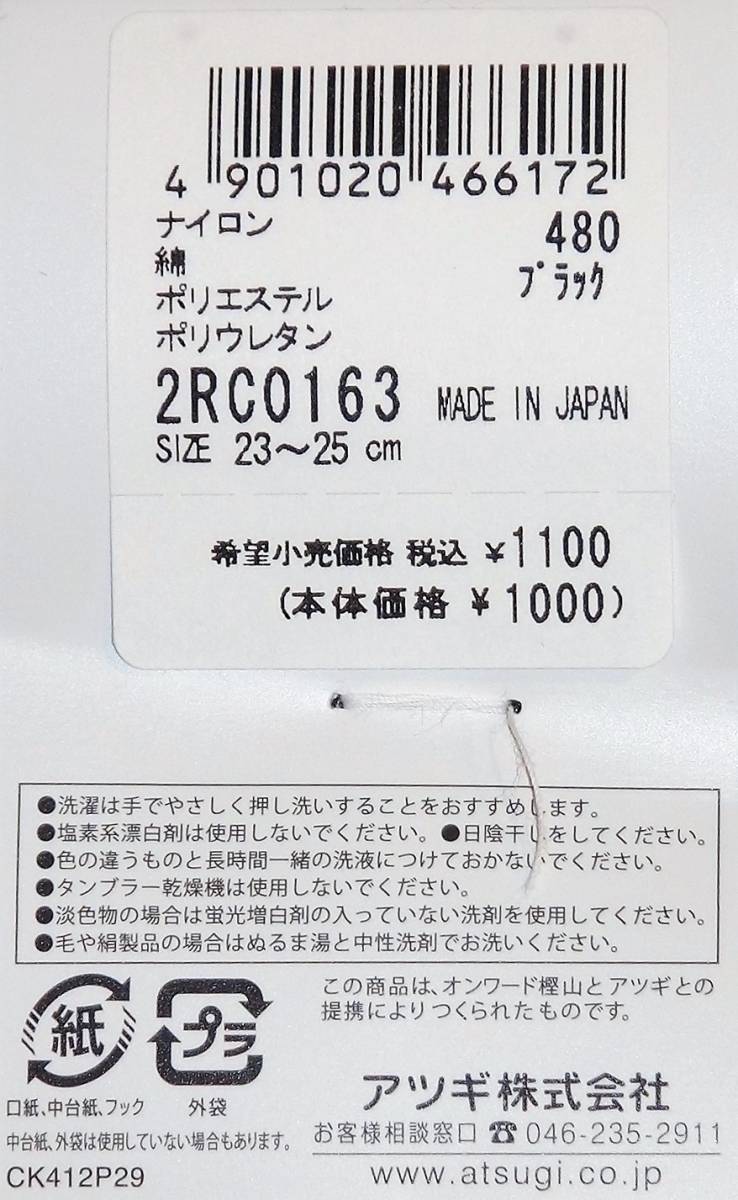 4 901020 466172
ナイロン 480
綿 ブラック
ポリエステル
ポリウレタン
2RC0163 MADE IN JAPAN
SIZE 23～25 cm
希望小売価格 税込 ¥1100
(本体価格 ¥1000)
●洗濯は手でやさしく押し洗いすることをおすすめします。
●塩素系漂白剤は使用しないでください。●日陰干しをしてください。
●色の違うものと長時間一緒の洗液につけておかないでください。
●タンブラー乾燥機は使用しないでください。
●淡色物の場合は蛍光増白剤の入っていない洗剤を使用してください。
●毛や絹製品の場合はぬるま湯と中性洗剤でお洗いください。
紙 プラ
口紙、中台紙、フック 外袋
中台紙、外袋は使用していない場合もあります。
CK412P29
この商品は、オンワード樫山とアツギとの
提携によりつくられたものです。
アツギ株式会社
お客様相談窓口 ☎ 046-235-2911
www.atsugi.co.jp